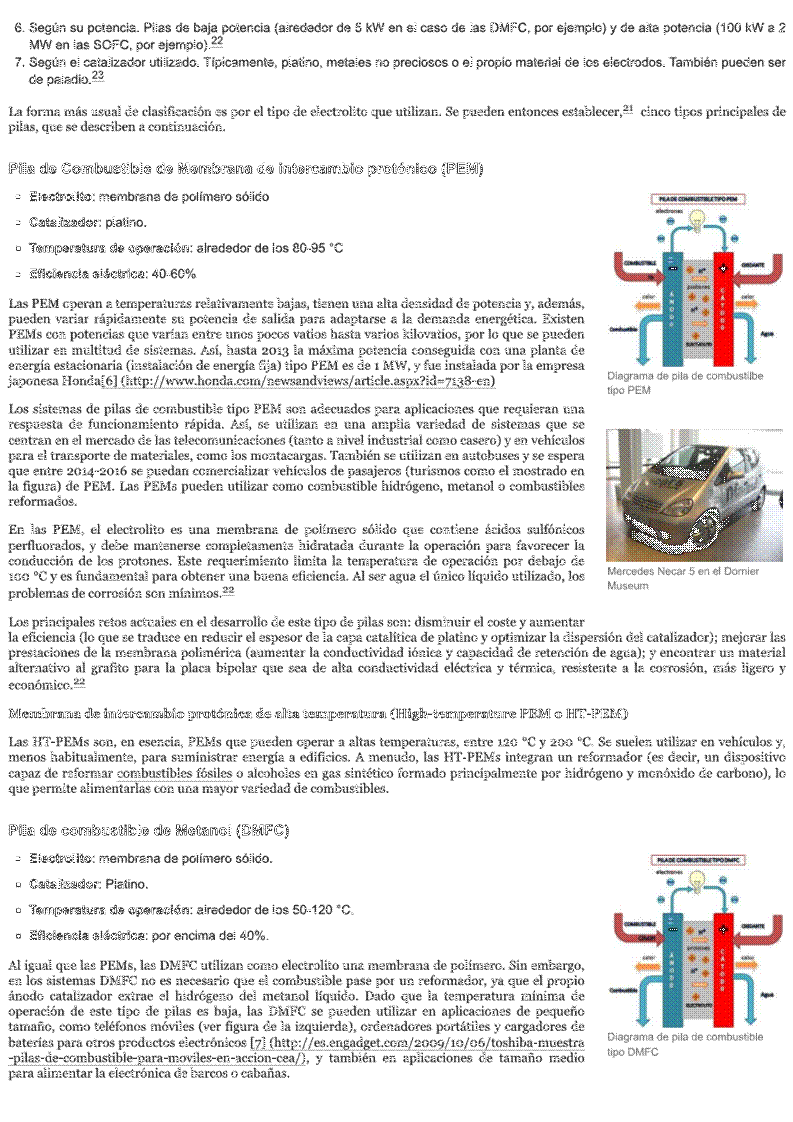 6. Según su potencia. Pilas de baja potencia (alrededor de 5 kW en el caso de las DMFC, por ejemplo) y de alta potencia (100 kW a 2
MW en las SOFC, por ejemplo).22
7. Según el catalizador utilizado. Típicamente, platino, metales no preciosos o el propio material de los electrodos. También pueden ser
de paladio.23
La forma más usual de clasificación es por el tipo de electrolito que utilizan. Se pueden entonces establecer,21 cinco tipos principales de
pilas, que se describen a continuación.
Pila de Combustible de Membrana de intercambio protónico (PEM)
Electrolito: membrana de polímero sólido
Catalizador: platino.
Temperatura de operación: alrededor de los 80-95 °C
Eficiencia eléctrica: 40-60%
PILA DE COMBUSTIBLE TIPO PEM
electrones
COMBUSTIBLE
OXIDANTE
H+
protones
H+
calor
calor
ÁNODO
CÁTODO
Combustible
Agua
ELECTROLITO
Diagrama de pila de combustilbe
tipo PEM
Las PEM operan a temperaturas relativamente bajas, tienen una alta densidad de potencia y, además,
pueden variar rápidamente su potencia de salida para adaptarse a la demanda energética. Existen
PEMs con potencias que varían entre unos pocos vatios hasta varios kilovatios, por lo que se pueden
utilizar en multitud de sistemas. Así, hasta 2013 la máxima potencia conseguida con una planta de
energía estacionaria (instalación de energía fija) tipo PEM es de 1 MW, y fue instalada por la empresa
japonesa Honda[6] (http://www.honda.com/newsandviews/article.aspx?id=7138-en)
Los sistemas de pilas de combustible tipo PEM son adecuados para aplicaciones que requieran una
respuesta de funcionamiento rápida. Así, se utilizan en una amplia variedad de sistemas que se
centran en el mercado de las telecomunicaciones (tanto a nivel industrial como casero) y en vehículos
para el transporte de materiales, como los montacargas. También se utilizan en autobuses y se espera
que entre 2014-2016 se puedan comercializar vehículos de pasajeros (turismos como el mostrado en
la figura) de PEM. Las PEMs pueden utilizar como combustible hidrógeno, metanol o combustibles
reformados.
Mercedes Necar 5 en el Dornier
Museum
En las PEM, el electrolito es una membrana de polímero sólido que contiene ácidos sulfónicos
perfluorados, y debe mantenerse completamente hidratada durante la operación para favorecer la
conducción de los protones. Este requerimiento limita la temperatura de operación por debajo de
100 °C y es fundamental para obtener una buena eficiencia. Al ser agua el único líquido utilizado, los
problemas de corrosión son mínimos.22
Los principales retos actuales en el desarrollo de este tipo de pilas son: disminuir el coste y aumentar
la eficiencia (lo que se traduce en reducir el espesor de la capa catalítica de platino y optimizar la dispersión del catalizador); mejorar las
prestaciones de la membrana polimérica (aumentar la conductividad iónica y capacidad de retención de agua); y encontrar un material
alternativo al grafito para la placa bipolar que sea de alta conductividad eléctrica y térmica, resistente a la corrosión, más ligero y
económico.22
Membrana de intercambio protónico de alta temperatura (High-temperature PEM o HT-PEM)
Las HT-PEMs son, en esencia, PEMs que pueden operar a altas temperaturas, entre 120 °C y 200 °C. Se suelen utilizar en vehículos y,
menos habitualmente, para suministrar energía a edificios. A menudo, las HT-PEMs integran un reformador (es decir, un dispositivo
capaz de reformar combustibles fósiles o alcoholes en gas sintético formado principalmente por hidrógeno y monóxido de carbono), lo
que permite alimentarlas con una mayor variedad de combustibles.
Pila de combustible de Metanol (DMFC)
Electrolito: membrana de polímero sólido.
Catalizador: Platino.
Temperatura de operación: alrededor de los 50-120 °C.
Eficiencia eléctrica: por encima del 40%.
PILA DE COMBUSTIBLE TIPO DMFC
electrones
COMBUSTIBLE
OXIDANTE
H+
H+
calor
calor
ÁNODO
CÁTODO
Combustible
Agua
ELECTROLITO
Diagrama de pila de combustible
tipo DMFC
Al igual que las PEMs, las DMFC utilizan como electrolito una membrana de polímero. Sin embargo,
en los sistemas DMFC no es necesario que el combustible pase por un reformador, ya que el propio
ánodo catalizador extrae el hidrógeno del metanol líquido. Dado que la temperatura mínima de
operación de este tipo de pilas es baja, las DMFC se pueden utilizar en aplicaciones de pequeño
tamaño, como teléfonos móviles (ver figura de la izquierda), ordenadores portátiles y cargadores de
baterías para otros productos electrónicos [7] (http://es.engadget.com/2009/10/06/toshiba-muestra
-pilas-de-combustible-para-moviles-en-accion-cea/), y también en aplicaciones de tamaño medio
para alimentar la electrónica de barcos o cabañas.